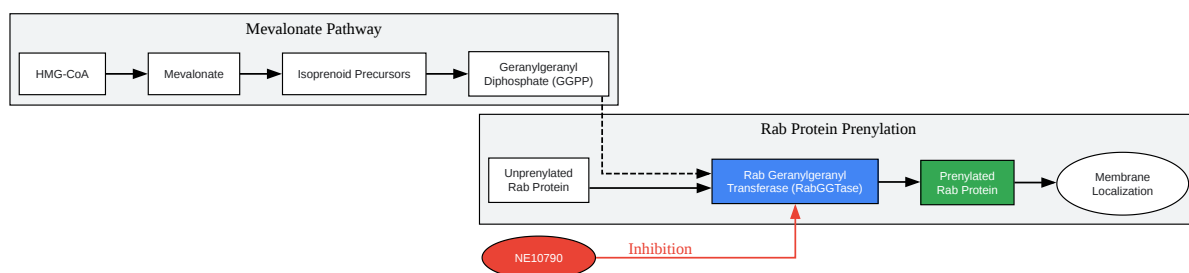 Mevalonate Pathway
HMG-CoA
Mevalonate
Isoprenoid Precursors
Geranylgeranyl
Diphosphate (GGPP)
Rab Protein Prenylation
Unprenylated
Rab Protein
Rab Geranylgeranyl
Transferase (RabGGTase)
Prenylated
Rab Protein
Membrane
Localization
NE10790
Inhibition